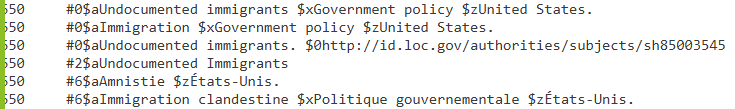 650 #0$aUndocumented immigrants $xGovernment policy $zUnited States.
650 #0$aImmigration $xGovernment policy $zUnited States.
650 #0$aUndocumented immigrants. $0http://id.loc.gov/authorities/subjects/sh85003545
650 #2$aUndocumented Immigrants
650 #6$aAmnistie $zÉtats-Unis.
650 #6$aImmigration clandestine $xPolitique gouvernementale $zÉtats-Unis.